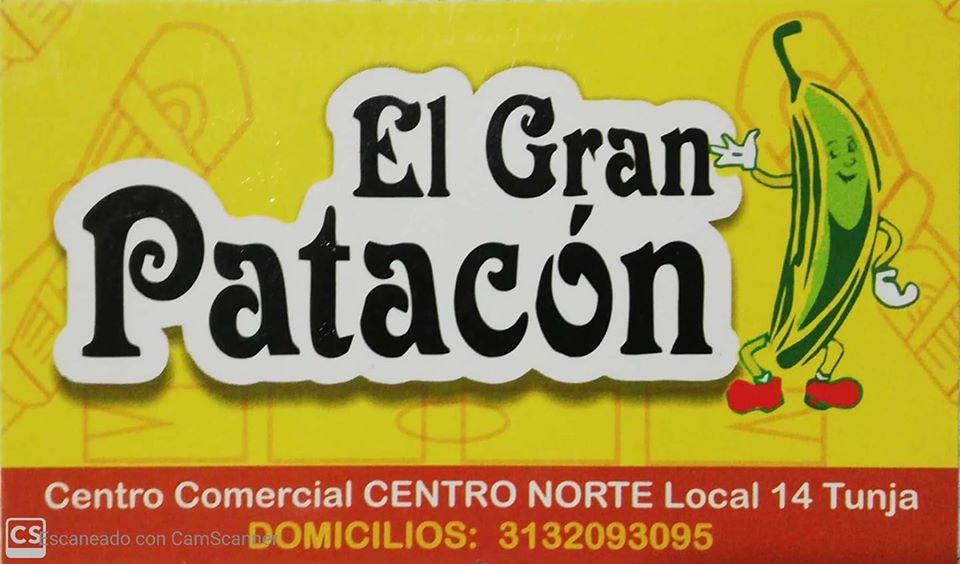 El Gran
Patacón
Centro Comercial CENTRO NORTE Local 14 Tunja
DOMICILIOS: 3132093095
CS Escaneado con CamScanner